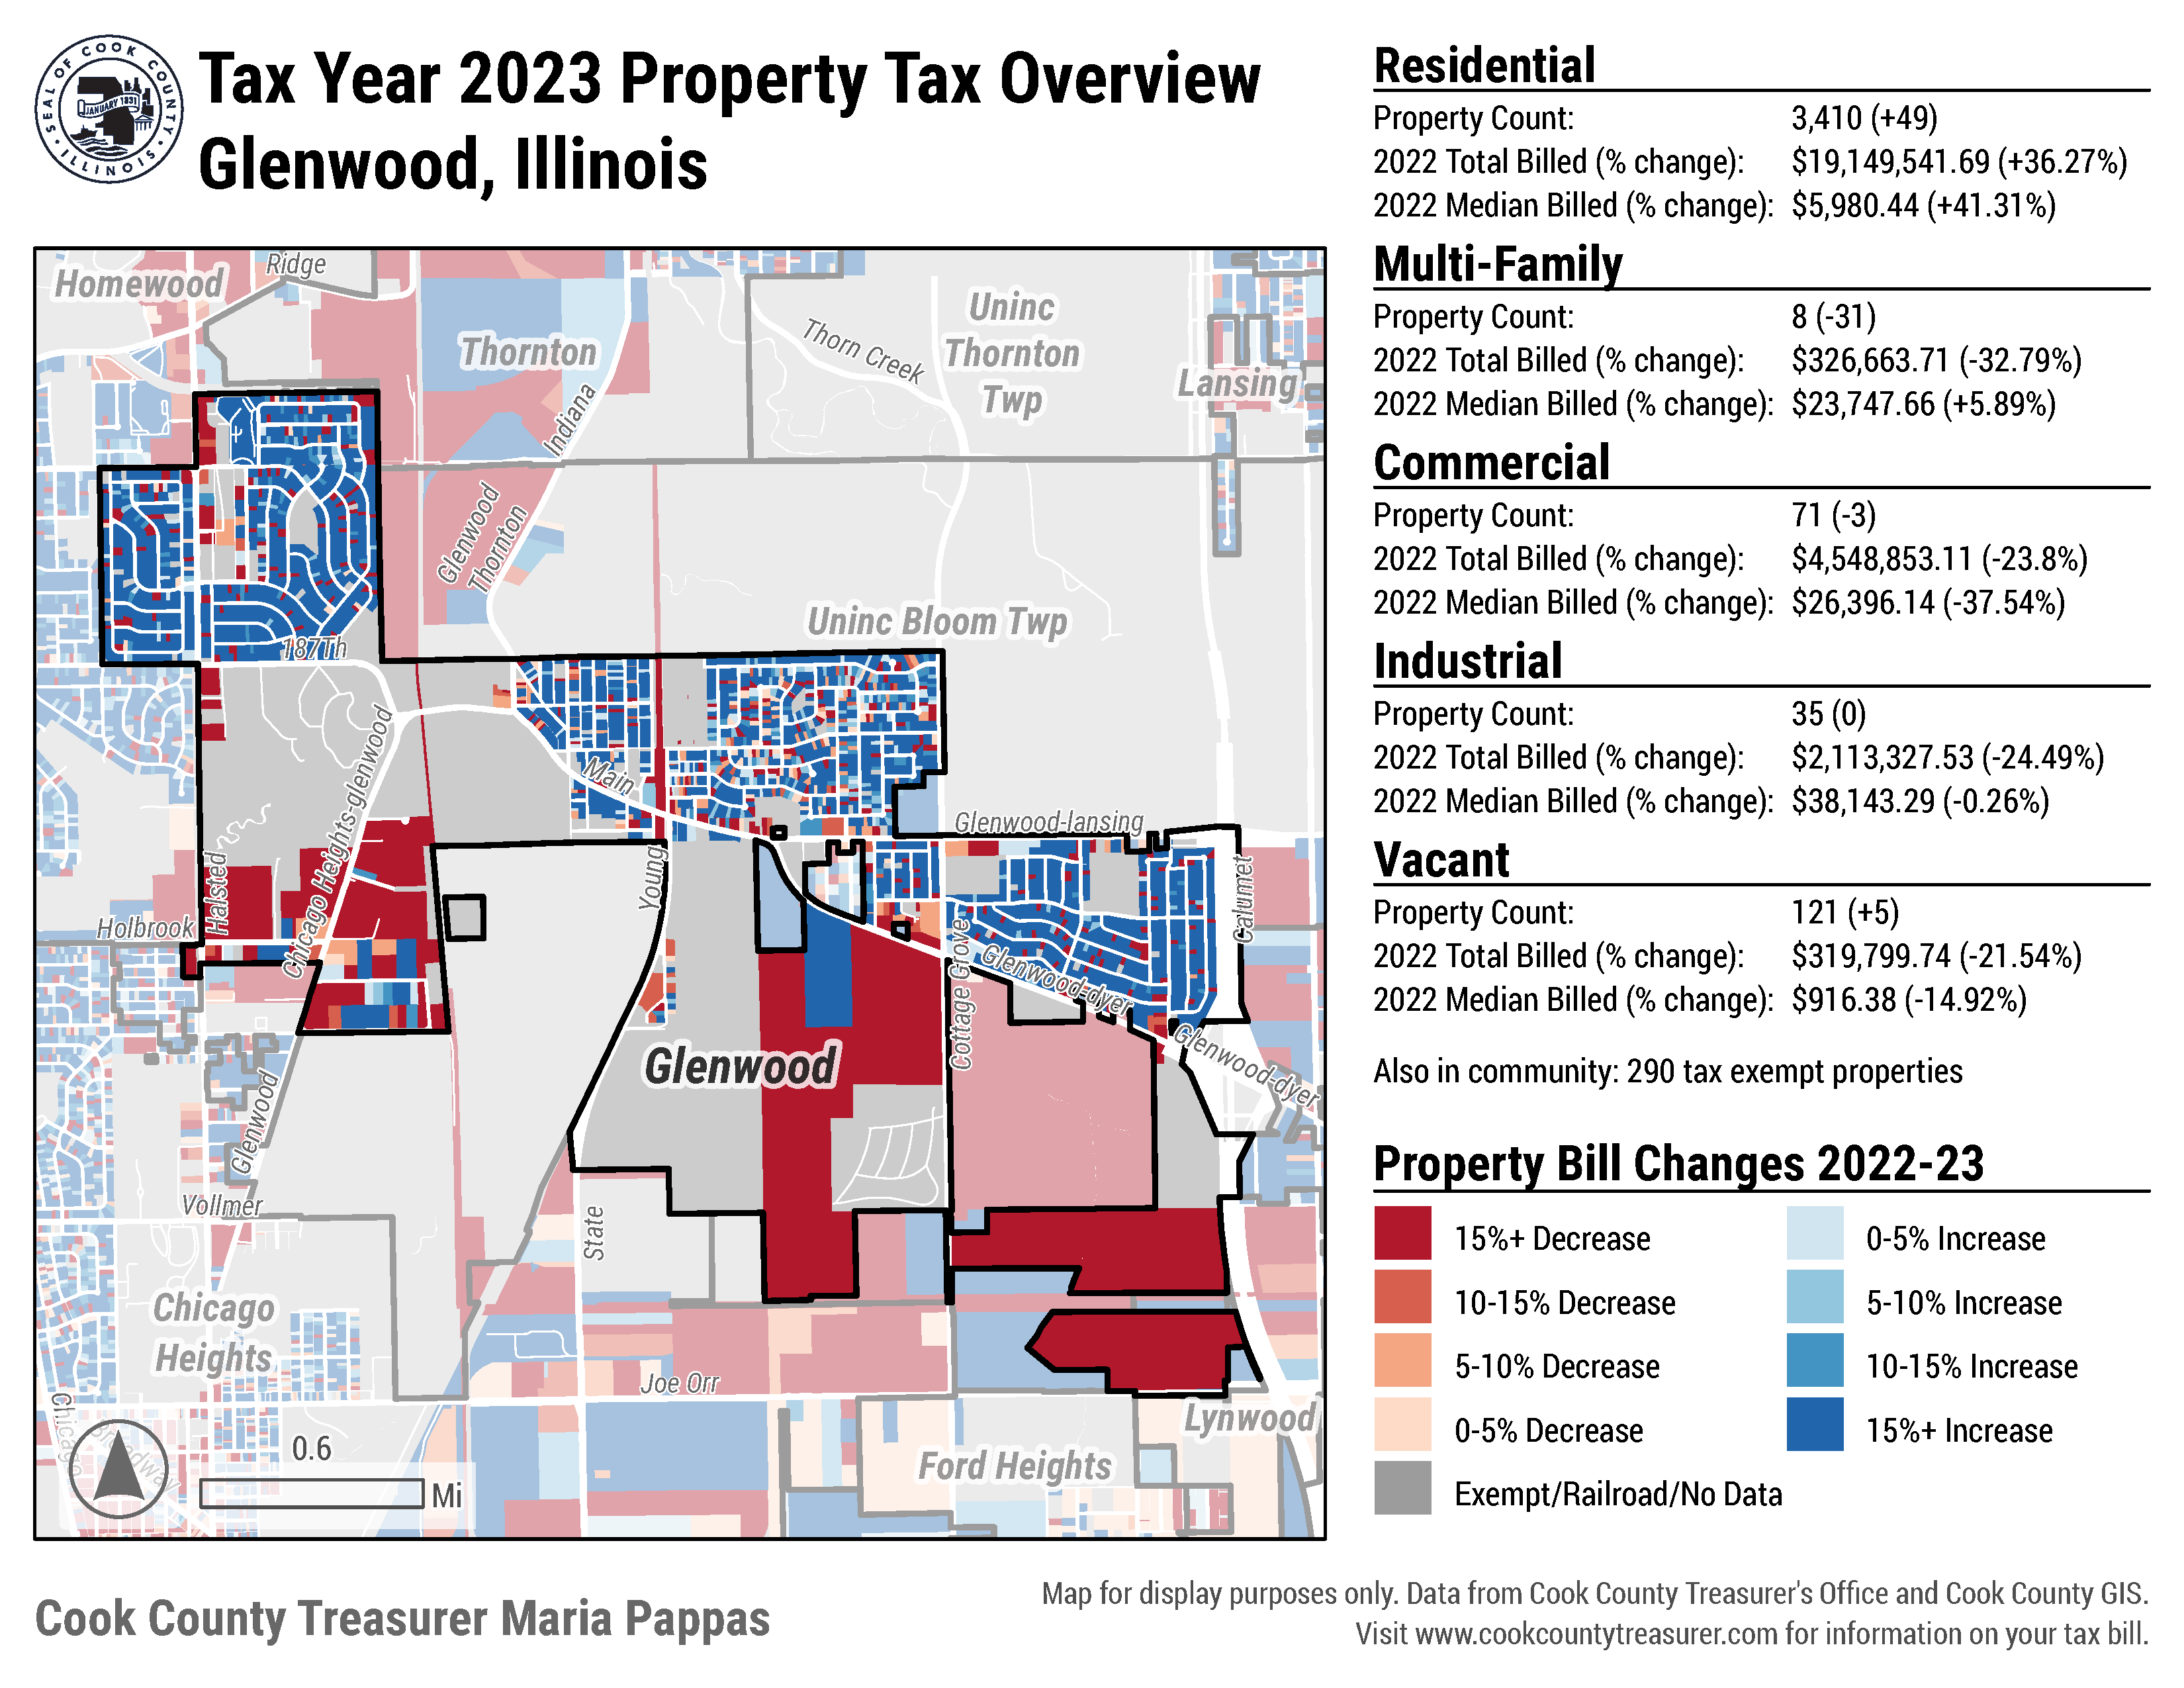 SEAL OF COOK COUNTY
• ILLINOIS •
JANUARY 1831
Tax Year 2023 Property Tax Overview
Glenwood, Illinois
Homewood
Ridge
Thornton
Indiana
Thorn Creek
Uninc
Thornton
Twp
Lansing
Glenwood
Thornton
Uninc Bloom Twp
187Th
Chicago Heights-glenwood
Main
Glenwood-lansing
Halsted
Holbrook
Young
Calumet
Cottage Grove
Glenwood-dyer
Glenwood-dyer
Glenwood
Glenwood
Vollmer
State
Chicago
Heights
Joe Orr
Lynwood
Ford Heights
Chicago
Broadway
0.6
Mi
Residential
Property Count: 3,410 (+49)
2022 Total Billed (% change): $19,149,541.69 (+36.27%)
2022 Median Billed (% change): $5,980.44 (+41.31%)
Multi-Family
Property Count: 8 (-31)
2022 Total Billed (% change): $326,663.71 (-32.79%)
2022 Median Billed (% change): $23,747.66 (+5.89%)
Commercial
Property Count: 71 (-3)
2022 Total Billed (% change): $4,548,853.11 (-23.8%)
2022 Median Billed (% change): $26,396.14 (-37.54%)
Industrial
Property Count: 35 (0)
2022 Total Billed (% change): $2,113,327.53 (-24.49%)
2022 Median Billed (% change): $38,143.29 (-0.26%)
Vacant
Property Count: 121 (+5)
2022 Total Billed (% change): $319,799.74 (-21.54%)
2022 Median Billed (% change): $916.38 (-14.92%)
Also in community: 290 tax exempt properties
Property Bill Changes 2022-23
15%+ Decrease
10-15% Decrease
5-10% Decrease
0-5% Decrease
Exempt/Railroad/No Data
0-5% Increase
5-10% Increase
10-15% Increase
15%+ Increase
Cook County Treasurer Maria Pappas
Map for display purposes only. Data from Cook County Treasurer's Office and Cook County GIS.
Visit www.cookcountytreasurer.com for information on your tax bill.